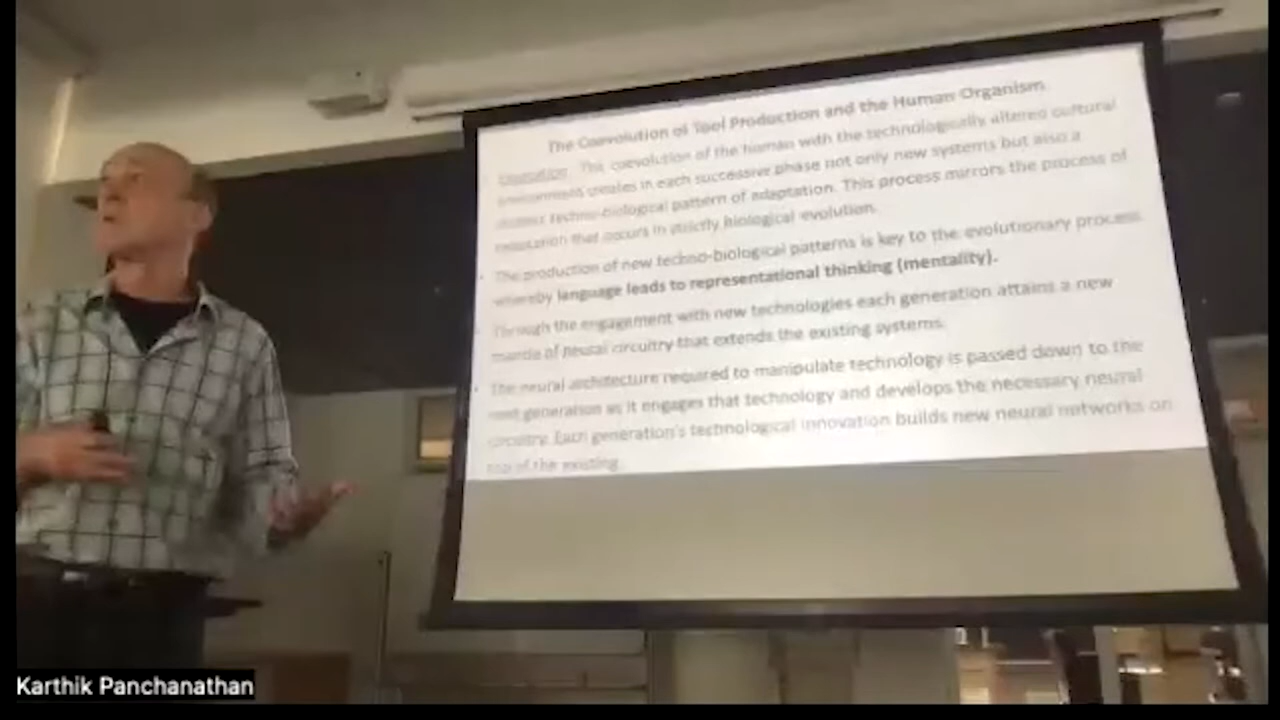 The Coevolution of Tool Production and the Human Organism
The coevolution of the human with the technologically altered cultural
environment creates in each successive phase not only new systems but also a
distinct techno-biological pattern of adaptation. This process mirrors the process of
that occurs in strictly biological evolution.
The production of new techno-biological patterns is key to the evolutionary process
whereby language leads to representational thinking (mentality).
Through the engagement with new technologies each generation attains a new
mantle of neural circuitry that extends the existing systems.
The neural architecture required to manipulate technology is passed down to the
next generation as it engages that technology and develops the necessary neural
circuitry. Each generation's technological innovation builds new neural networks on
top of the existing.
Karthik Panchanathan